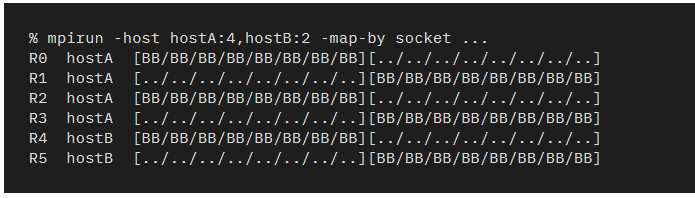 % mpirun -host hostA:4,hostB:2 -map-by socket ...
R0  hostA  [BB/BB/BB/BB/BB/BB/BB/BB][../../../../../../../..]
R1  hostA  [../../../../../../../..][BB/BB/BB/BB/BB/BB/BB/BB]
R2  hostA  [BB/BB/BB/BB/BB/BB/BB/BB][../../../../../../../..]
R3  hostA  [../../../../../../../..][BB/BB/BB/BB/BB/BB/BB/BB]
R4  hostB  [BB/BB/BB/BB/BB/BB/BB/BB][../../../../../../../..]
R5  hostB  [../../../../../../../..][BB/BB/BB/BB/BB/BB/BB/BB]